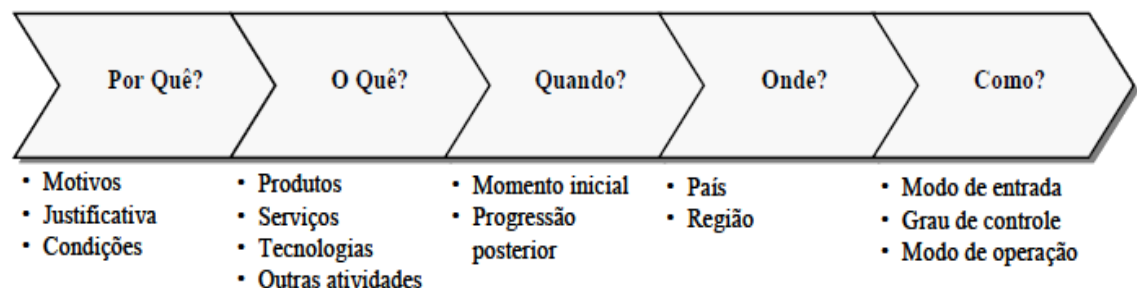 Por Quê?
O Quê?
Quando?
Onde?
Como?
• Motivos
• Justificativa
• Condições
• Produtos
• Serviços
• Tecnologias
• Outras atividades
• Momento inicial
• Progressão
posterior
• País
• Região
• Modo de entrada
• Grau de controle
• Modo de operação